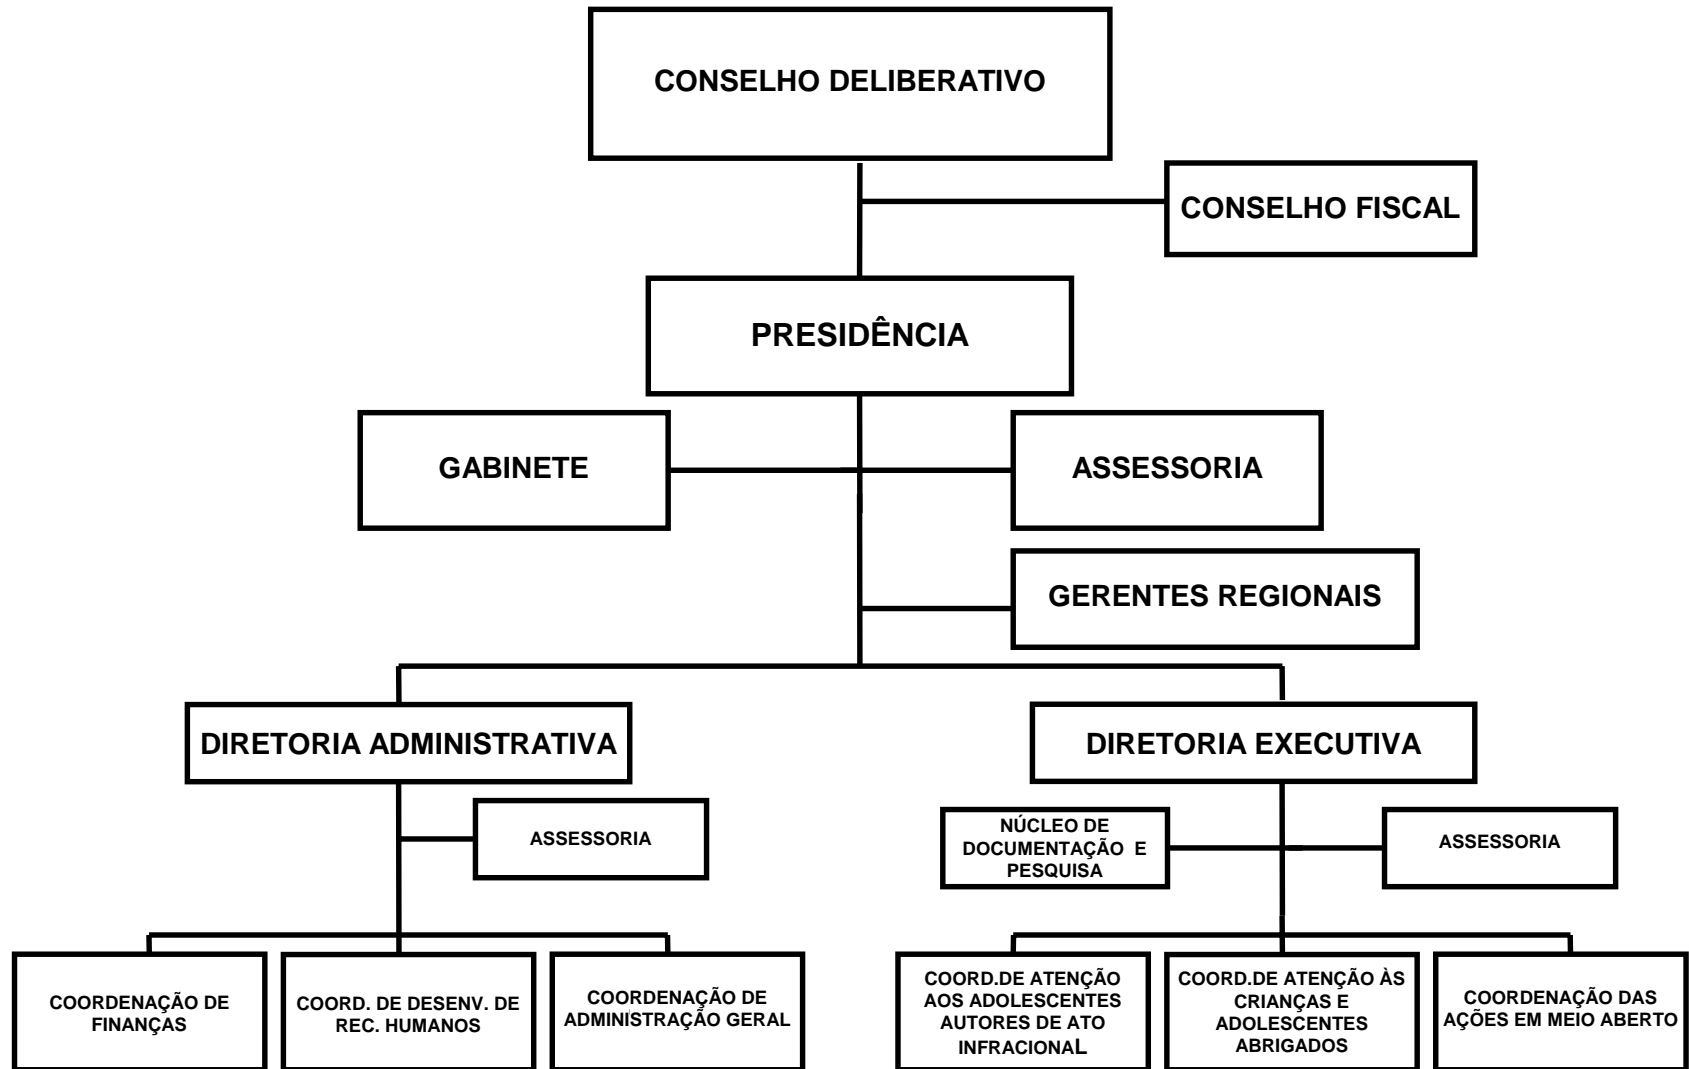 CONSELHO DELIBERATIVO
CONSELHO FISCAL
PRESIDÊNCIA
GABINETE
ASSESSORIA
GERENTES REGIONAIS
DIRETORIA ADMINISTRATIVA
DIRETORIA EXECUTIVA
ASSESSORIA
NÚCLEO DE
DOCUMENTAÇÃO E
PESQUISA
ASSESSORIA
COORDENAÇÃO DE
FINANÇAS
COORD. DE DESENV. DE
REC. HUMANOS
COORDENAÇÃO DE
ADMINISTRAÇÃO GERAL
COORD.DE ATENÇÃO
AOS ADOLESCENTES
AUTORES DE ATO
INFRACIONAL
COORD.DE ATENÇÃO ÀS
CRIANÇAS E
ADOLESCENTES
ABRIGADOS
COORDENAÇÃO DAS
AÇÕES EM MEIO ABERTO